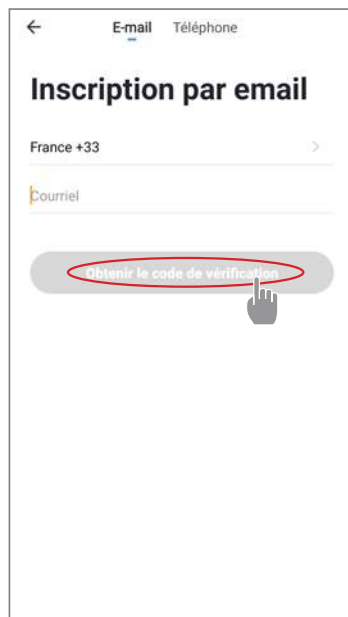 E-mail Téléphone
Inscription par email
France +33
Courriel
Obtenir le code de vérification